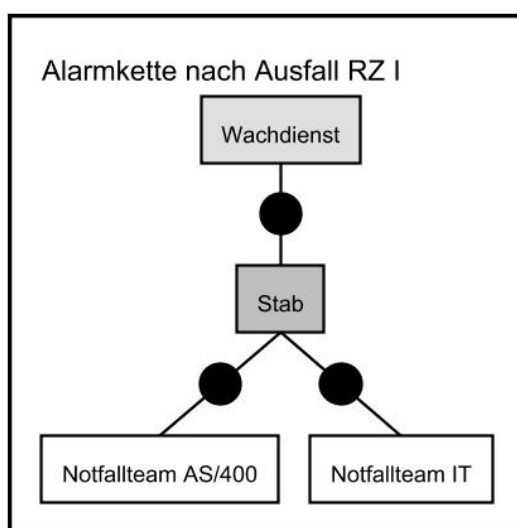 Alarmkette nach Ausfall RZ I
Wachdienst
Stab
Notfallteam AS/400
Notfallteam IT